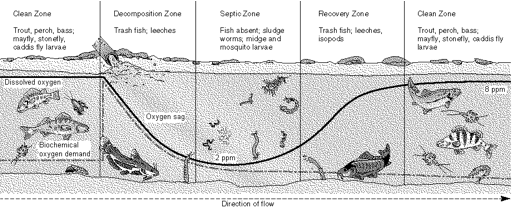 Clean Zone
Trout, perch, bass;
mayfly, stonefly,
caddis fly larvae
Decomposition Zone
Trash fish; leeches
Septic Zone
Fish absent; sludge
worms; midge and
mosquito larvae
Recovery Zone
Trash fish; leeches,
isopods
Clean Zone
Trout, perch, bass;
mayfly, stonefly, caddis fly
larvae
Dissolved oxygen
Biochemical
oxygen demand
Oxygen sag
2 ppm
8 ppm
Direction of flow